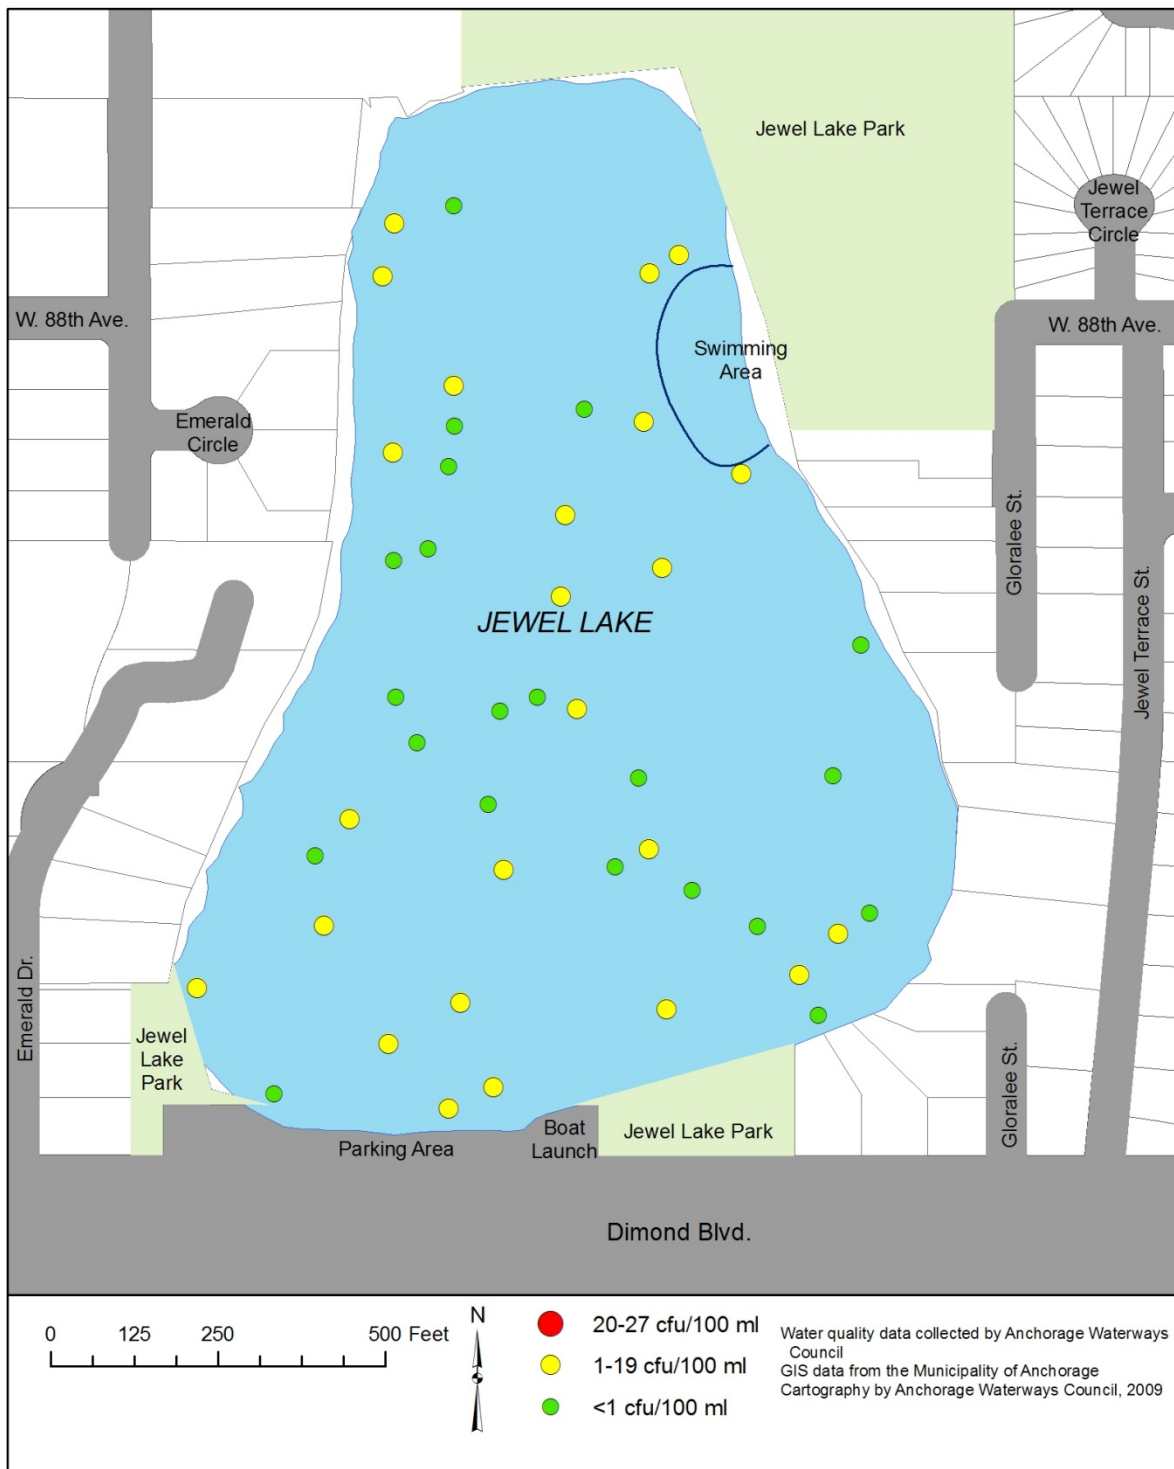 Jewel Lake Park
Jewel
Terrace
Circle
W. 88th Ave.
W. 88th Ave.
Swimming
Area
Emerald
Circle
Gloralee St.
JEWEL LAKE
Jewel Terrace St.
Emerald Dr.
Jewel
Lake
Park
Gloralee St.
Parking Area
Boat
Launch
Jewel Lake Park
Dimond Blvd.
0 125 250 500 Feet
N
20-27 cfu/100 ml
1-19 cfu/100 ml
<1 cfu/100 ml
Water quality data collected by Anchorage Waterways
Council
GIS data from the Municipality of Anchorage
Cartography by Anchorage Waterways Council, 2009